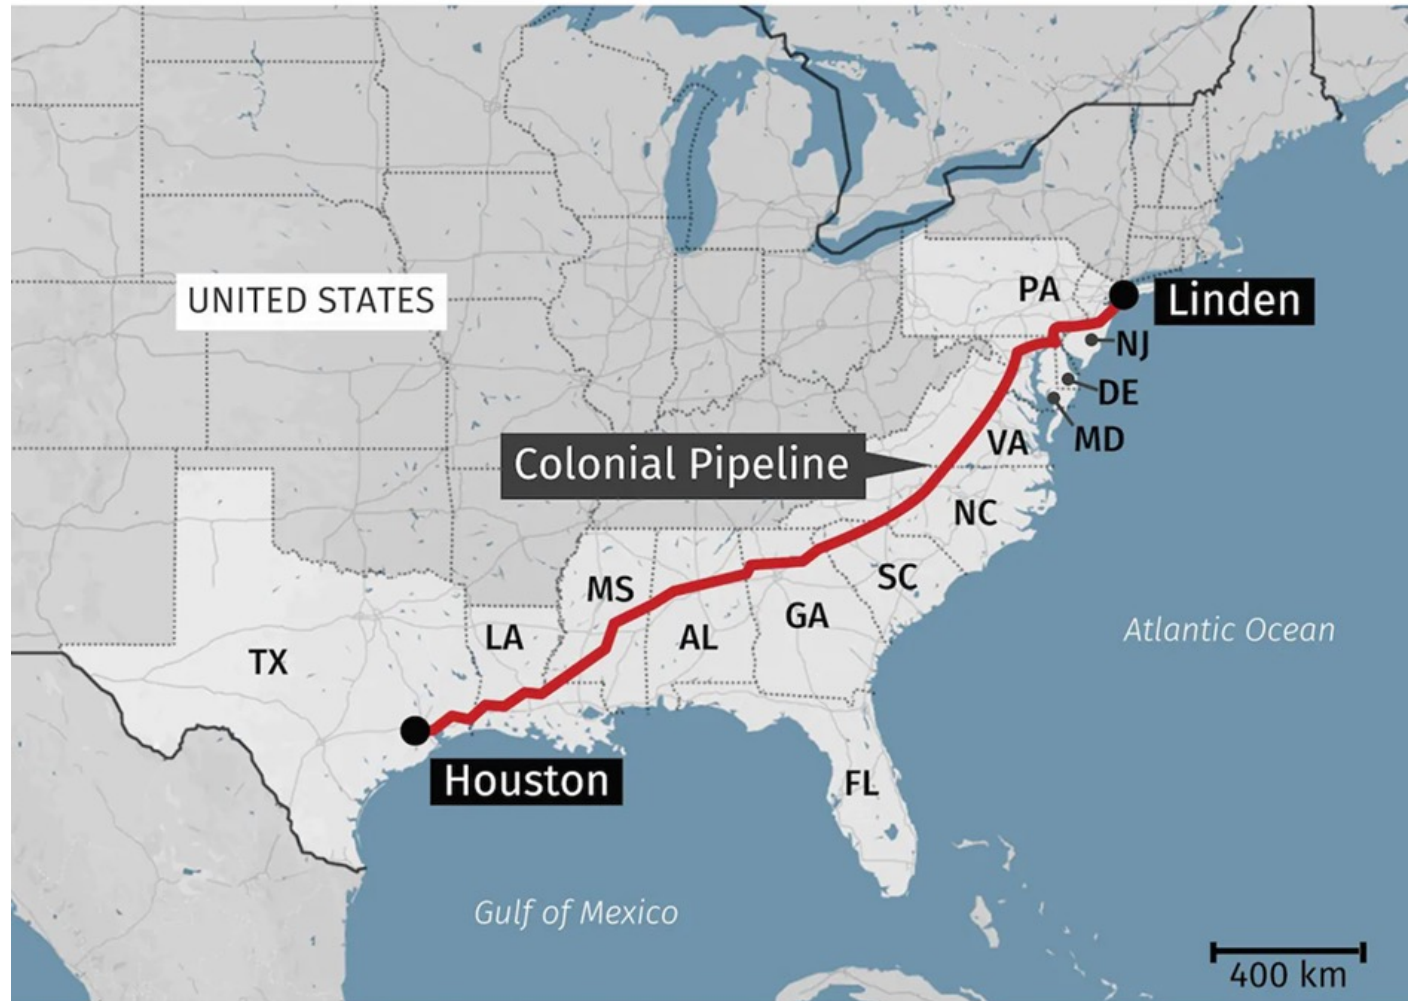 UNITED STATES
PA
Linden
NJ
DE
MD
VA
Colonial Pipeline
NC
SC
MS
GA
AL
LA
TX
Atlantic Ocean
Houston
FL
Gulf of Mexico
400 km